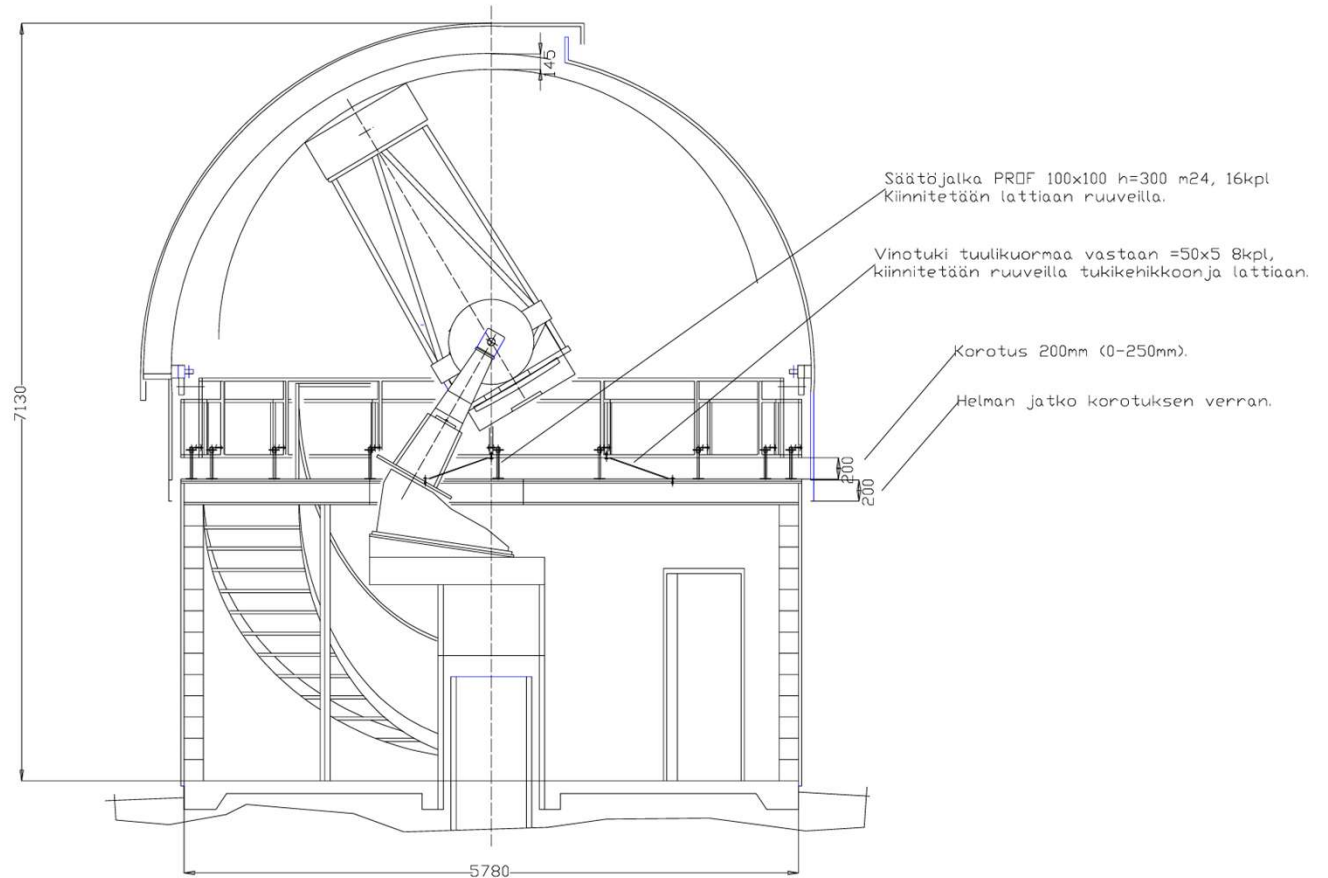 145
Säätöjalka PROF 100x100 h=300 m24, 16kpl
Kiinnitetään lattiaan ruuveilla.
Vinotuki tuulikuormaa vastaan =50x5 8kpl,
kiinnitetään ruuveilla tukikehikkoonja lattiaan.
Korotus 200mm (0-250mm).
Helman jatko korotuksen verran.
7130
200
200
5780